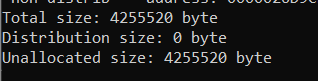 Total size: 4255520 byte
Distribution size: 0 byte
Unallocated size: 4255520 byte